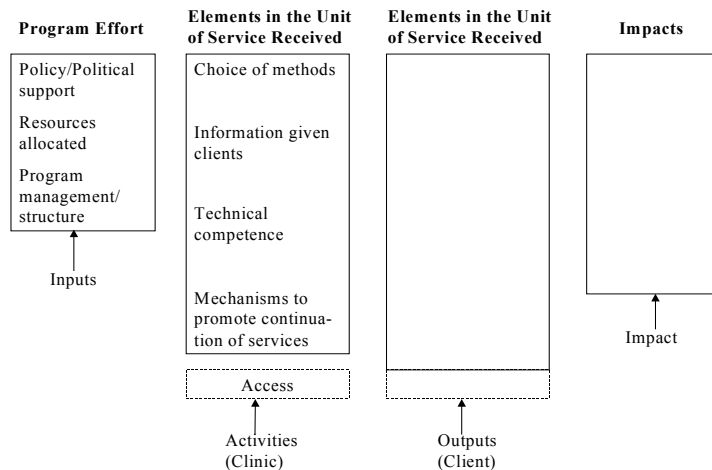 Program Effort
Elements in the Unit
of Service Received
Elements in the Unit
of Service Received
Impacts
Policy/Political
support
Resources
allocated
Program
management/
structure
Inputs
Choice of methods
Information given
clients
Technical
competence
Mechanisms to
promote continua-
tion of services
Access
Activities
(Clinic)
Outputs
(Client)
Impact